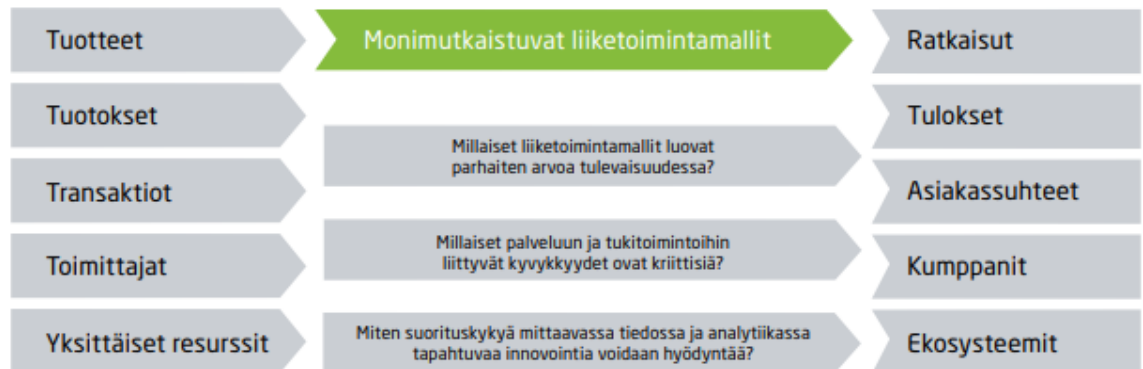 Tuotteet
Monimutkaistuvat liiketoimintamallit
Ratkaisut
Tuotokset
Tulokset
Millaiset liiketoimintamallit luovat
parhaiten arvoa tulevaisuudessa?
Transaktiot
Asiakassuhteet
Millaiset palveluun ja tukitoimintoihin
liittyvät kyvykkyydet ovat kriittisiä?
Toimittajat
Kumppanit
Miten suorituskykyä mittaavassa tiedossa ja analytiikassa
tapahtuvaa innovointia voidaan hyödyntää?
Yksittäiset resurssit
Ekosysteemit